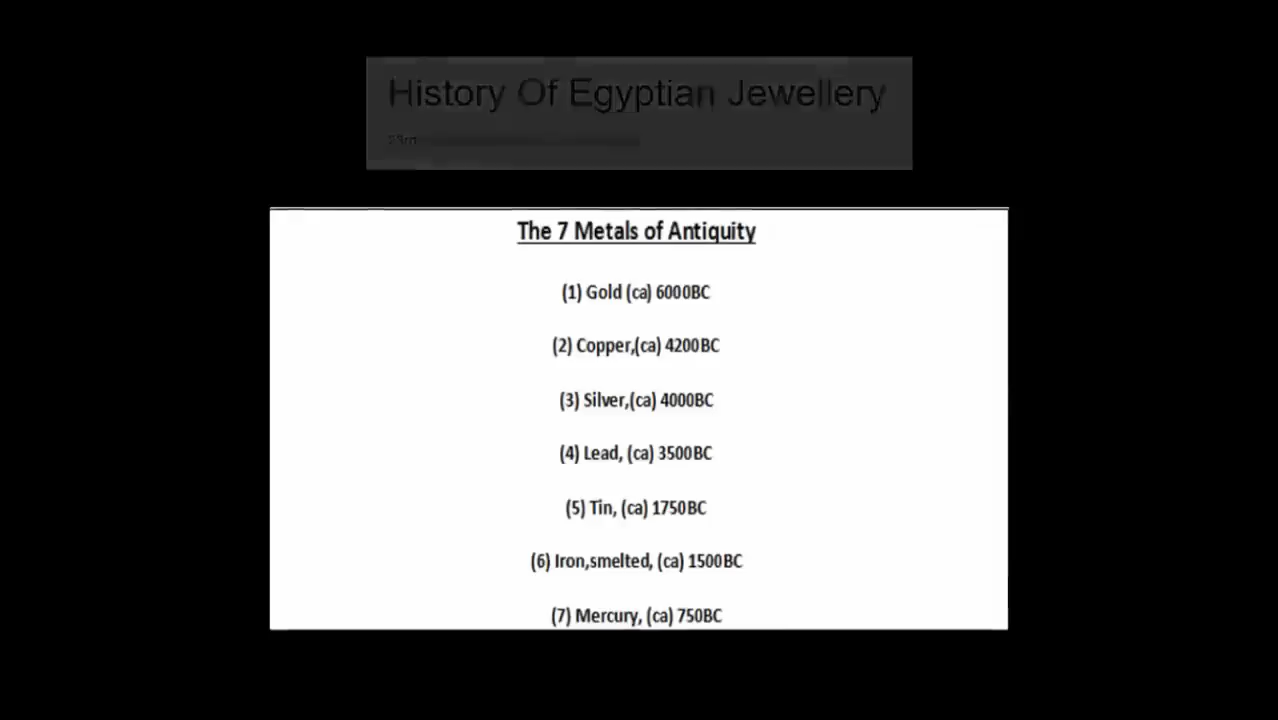 History Of Egyptian Jewellery
The 7 Metals of Antiquity
(1) Gold (ca) 6000BC
(2) Copper,(ca) 4200BC
(3) Silver,(ca) 4000BC
(4) Lead, (ca) 3500BC
(5) Tin, (ca) 1750BC
(6) Iron,smelted, (ca) 1500BC
(7) Mercury, (ca) 750BC